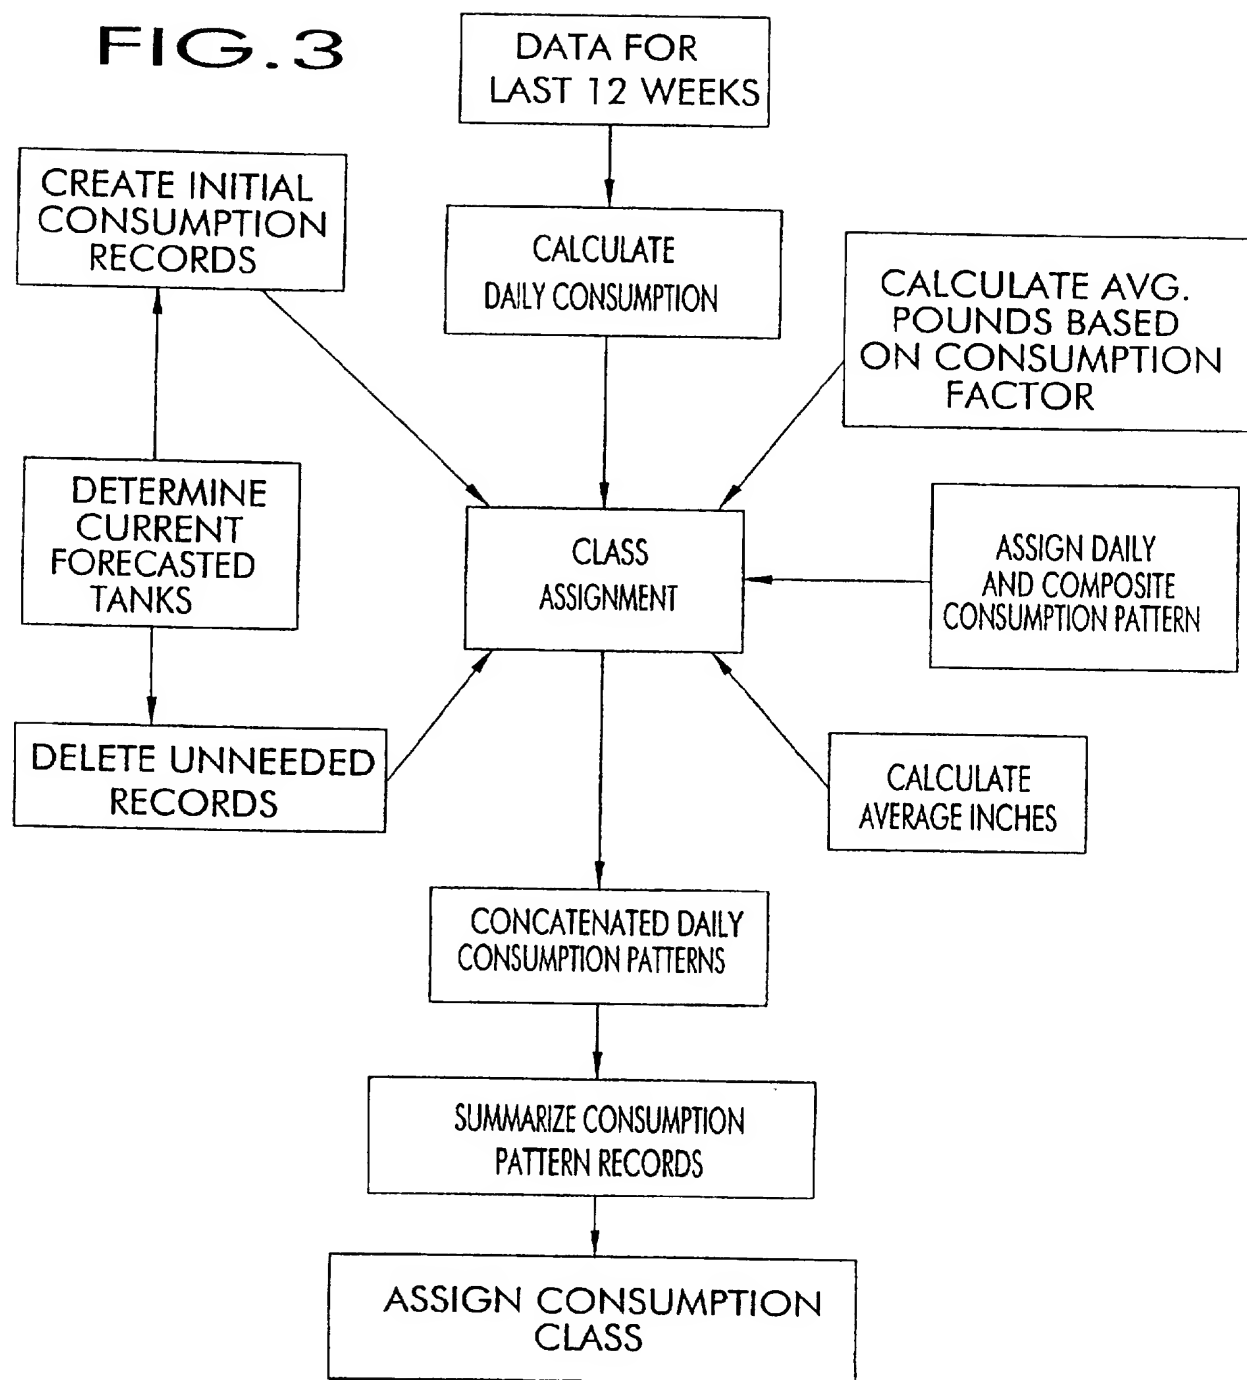 FIG.3
DATA FOR
LAST 12 WEEKS
CREATE INITIAL
CONSUMPTION
RECORDS
CALCULATE
DAILY CONSUMPTION
CALCULATE AVG.
POUNDS BASED
ON CONSUMPTION
FACTOR
DETERMINE
CURRENT
FORECASTED
TANKS
CLASS
ASSIGNMENT
ASSIGN DAILY
AND COMPOSITE
CONSUMPTION PATTERN
DELETE UNNEEDED
RECORDS
CALCULATE
AVERAGE INCHES
CONCATENATED DAILY
CONSUMPTION PATTERNS
SUMMARIZE CONSUMPTION
PATTERN RECORDS
ASSIGN CONSUMPTION
CLASS